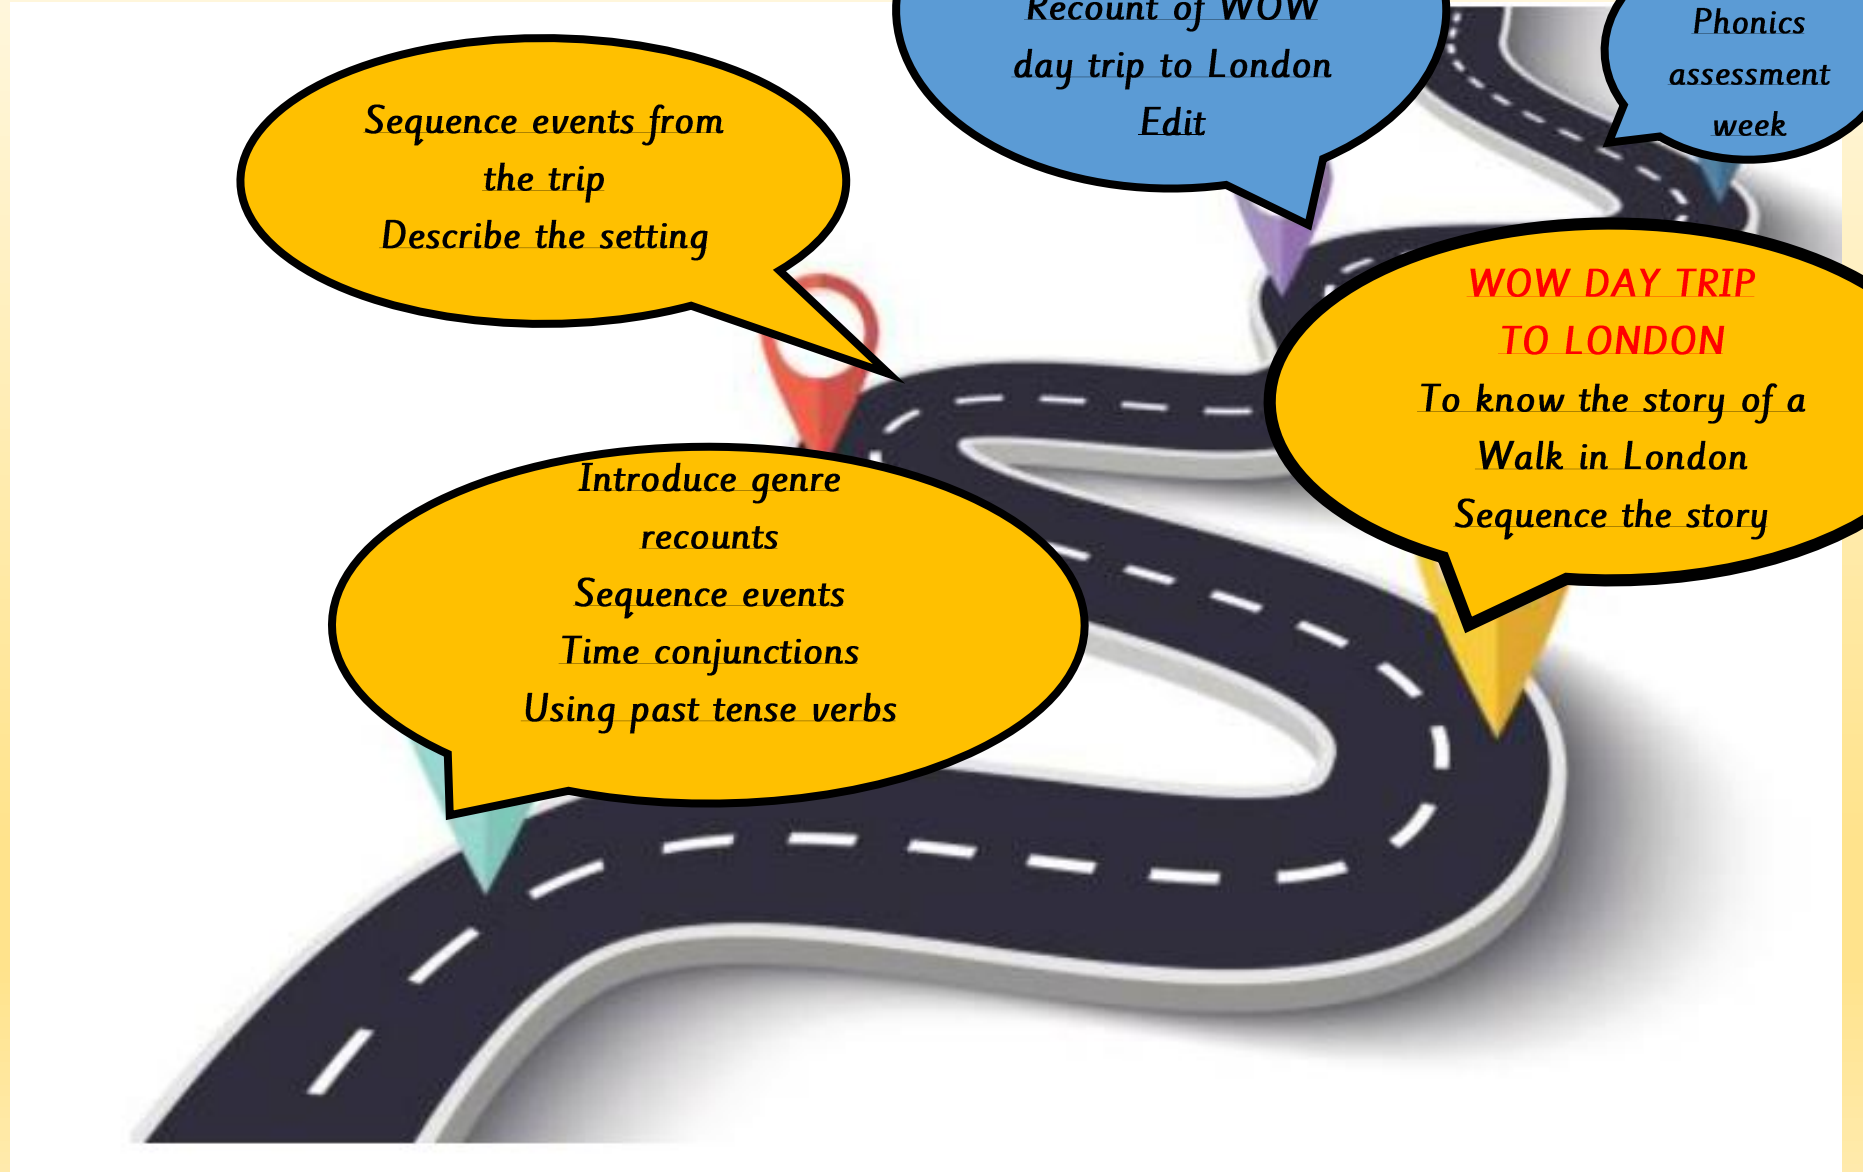 Recount of WOW
day trip to London
Edit
Phonics
assessment
week
Sequence events from
the trip
Describe the setting
WOW DAY TRIP
TO LONDON
To know the story of a
Walk in London
Sequence the story
Introduce genre
recounts
Sequence events
Time conjunctions
Using past tense verbs